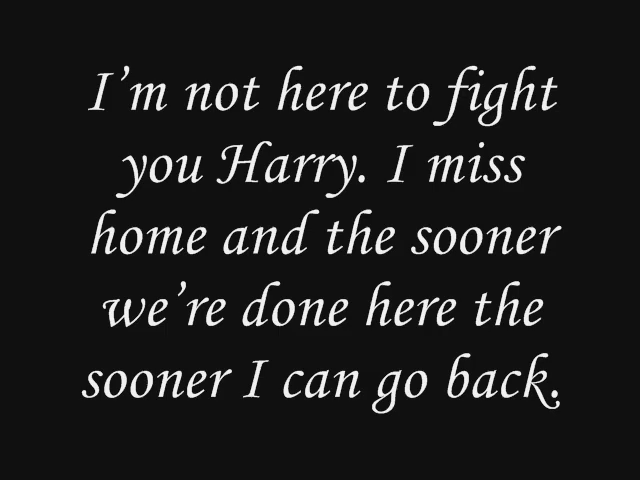 I’m not here to fight
you Harry. I miss
home and the sooner
we’re done here the
sooner I can go back.